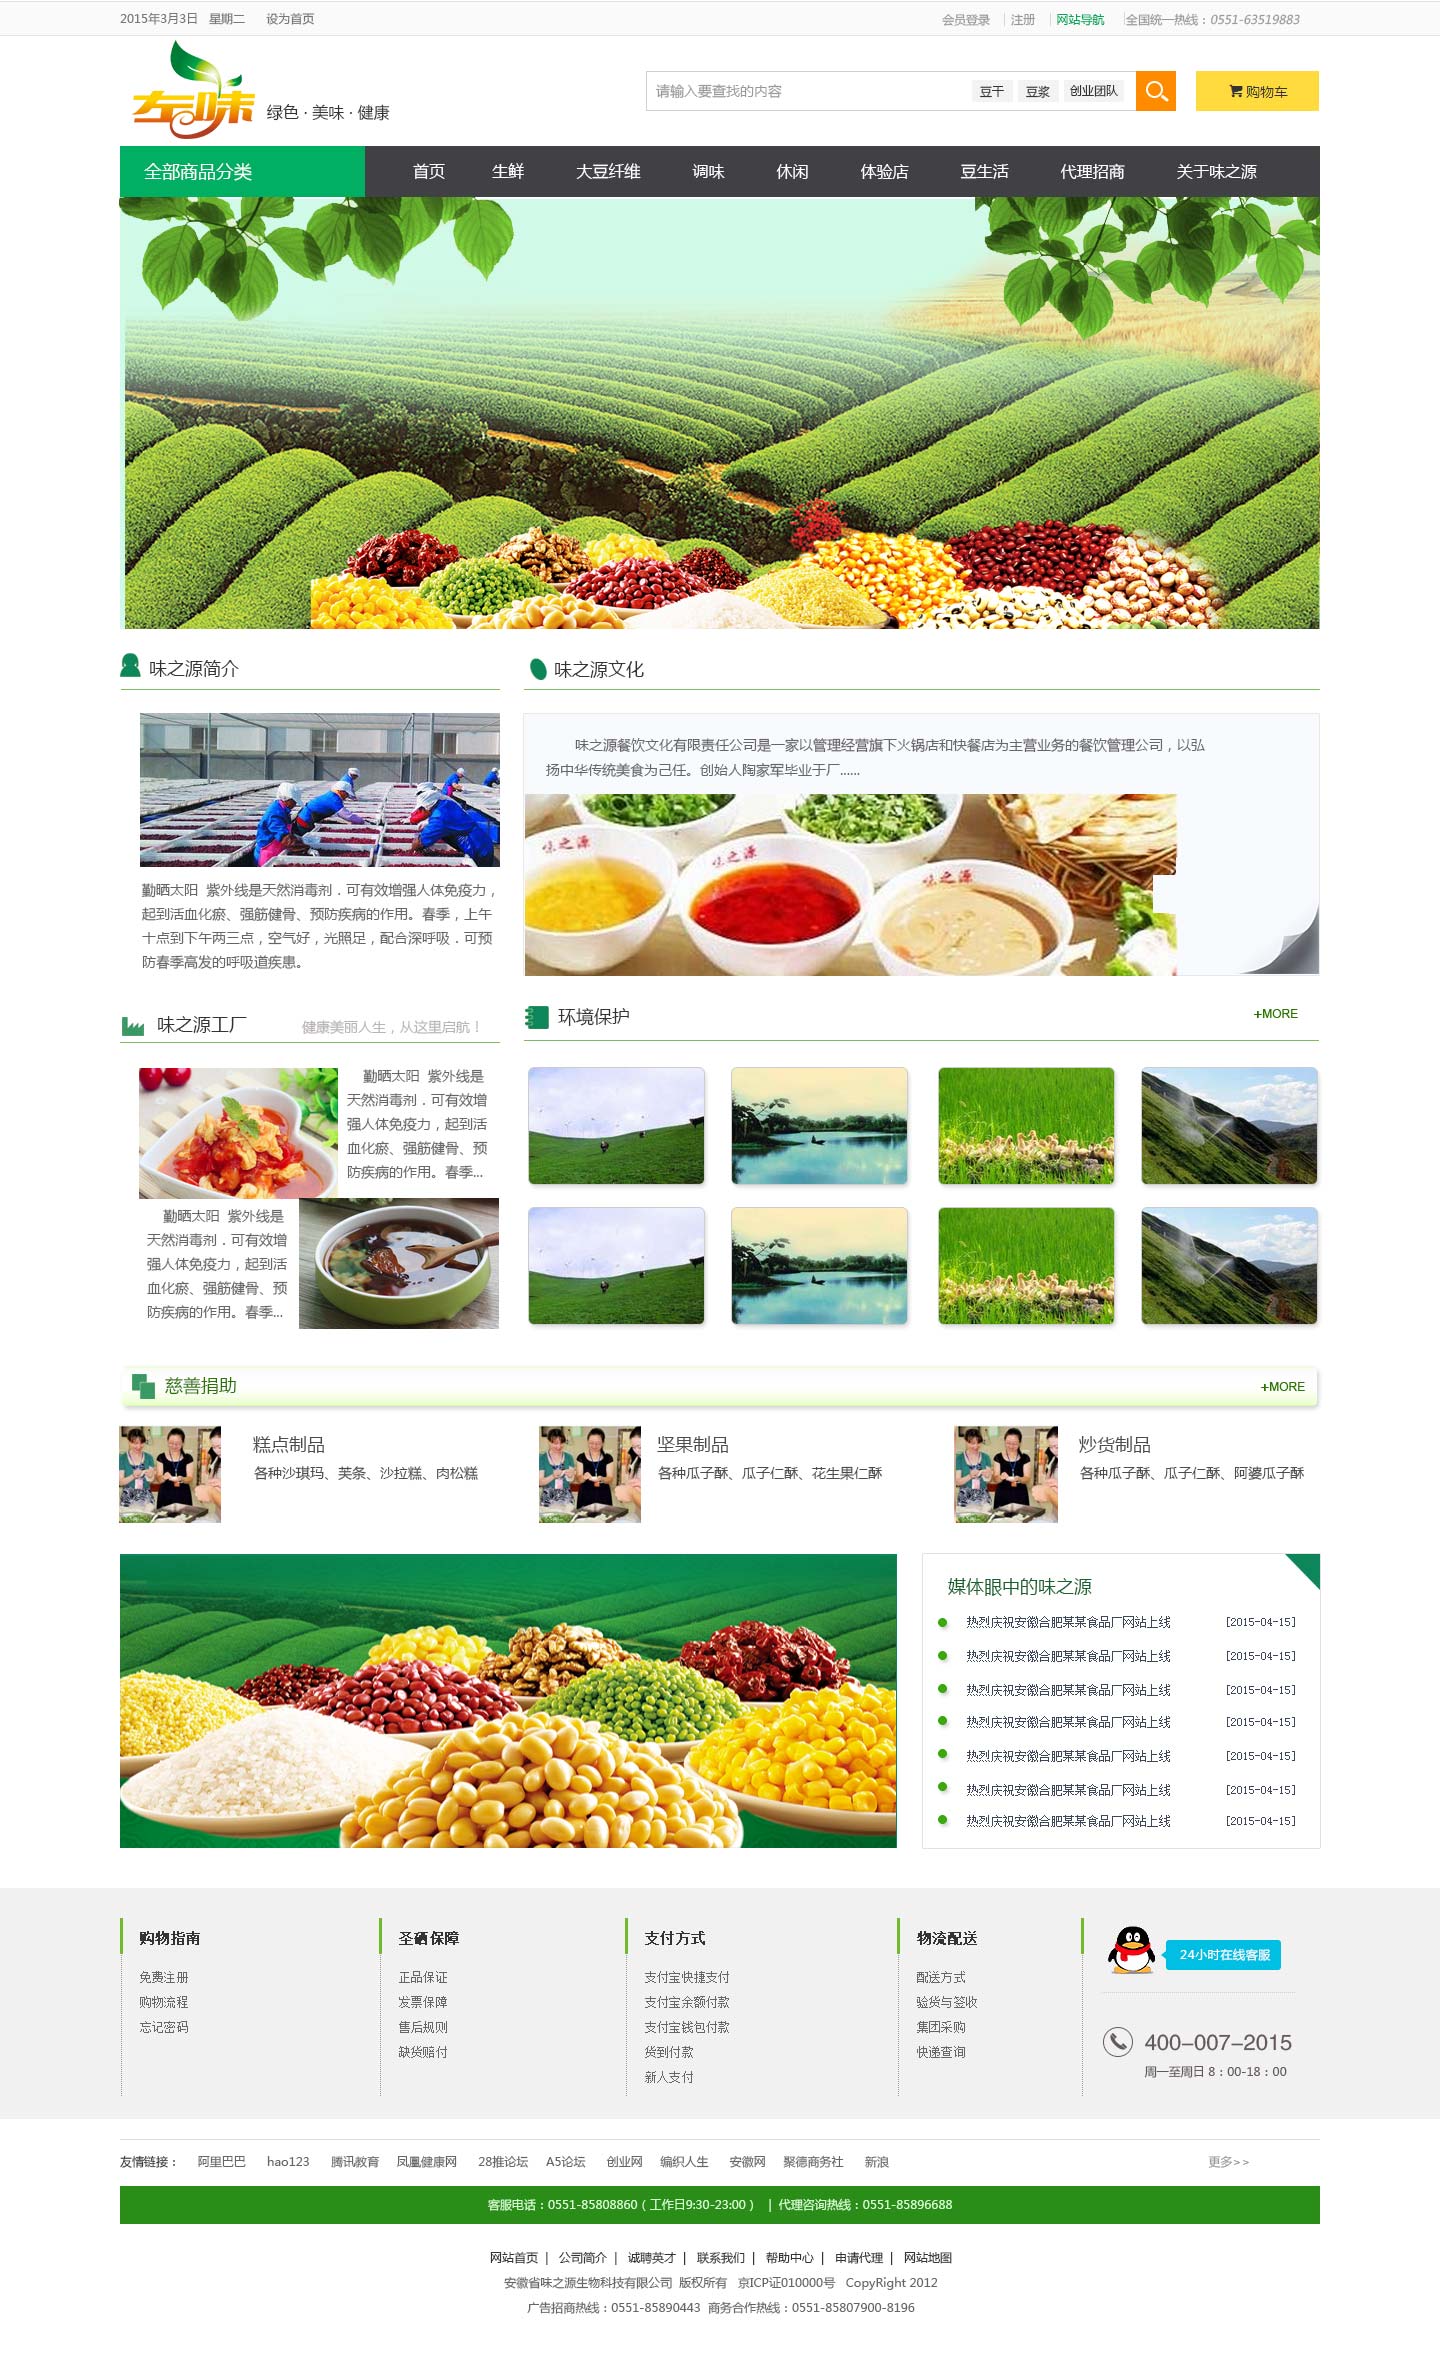 2015年3月3日 星期二 设为首页
会员登录 注册 网站导航 全国统一热线：0551-63519883
左味 绿色 · 美味 · 健康
请输入要查找的内容 豆干 豆浆 创业团队
购物车
全部商品分类 首页 生鲜 大豆纤维 调味 休闲 体验店 豆生活 代理招商 关于味之源
味之源简介
勤晒太阳 紫外线是天然消毒剂．可有效增强人体免疫力，
起到活血化瘀、强筋健骨、预防疾病的作用。春季，上午
十点到下午两三点，空气好，光照足，配合深呼吸．可预
防春季高发的呼吸道疾患。
味之源文化
味之源餐饮文化有限责任公司是一家以管理经营旗下火锅店和快餐店为主营业务的餐饮管理公司，以弘
扬中华传统美食为己任。创始人陶家军毕业于厂......
味之源
味之源
味之源
味之源工厂 健康美丽人生，从这里启航！
勤晒太阳 紫外线是
天然消毒剂．可有效增
强人体免疫力，起到活
血化瘀、强筋健骨、预
防疾病的作用。春季...
勤晒太阳 紫外线是
天然消毒剂．可有效增
强人体免疫力，起到活
血化瘀、强筋健骨、预
防疾病的作用。春季...
环境保护 +MORE
慈善捐助 +MORE
糕点制品
各种沙琪玛、芙条、沙拉糕、肉松糕
坚果制品
各种瓜子酥、瓜子仁酥、花生果仁酥
炒货制品
各种瓜子酥、瓜子仁酥、阿婆瓜子酥
媒体眼中的味之源
热烈庆祝安徽合肥某某食品厂网站上线 [2015-04-15]
热烈庆祝安徽合肥某某食品厂网站上线 [2015-04-15]
热烈庆祝安徽合肥某某食品厂网站上线 [2015-04-15]
热烈庆祝安徽合肥某某食品厂网站上线 [2015-04-15]
热烈庆祝安徽合肥某某食品厂网站上线 [2015-04-15]
热烈庆祝安徽合肥某某食品厂网站上线 [2015-04-15]
热烈庆祝安徽合肥某某食品厂网站上线 [2015-04-15]
购物指南
免费注册
购物流程
忘记密码
圣硒保障
正品保证
发票保障
售后规则
缺货赔付
支付方式
支付宝快捷支付
支付宝余额付款
支付宝钱包付款
货到付款
新人支付
物流配送
配送方式
验货与签收
集团采购
快递查询
24小时在线客服
400-007-2015
周一至周日 8：00-18：00
友情链接： 阿里巴巴 hao123 腾讯教育 凤凰健康网 28推论坛 A5论坛 创业网 编织人生 安徽网 聚德商务社 新浪 更多>>
客服电话：0551-85808860（工作日9:30-23:00） | 代理咨询热线：0551-85896688
网站首页 | 公司简介 | 诚聘英才 | 联系我们 | 帮助中心 | 申请代理 | 网站地图
安徽省味之源生物科技有限公司 版权所有 京ICP证010000号 CopyRight 2012
广告招商热线：0551-85890443 商务合作热线：0551-85807900-8196